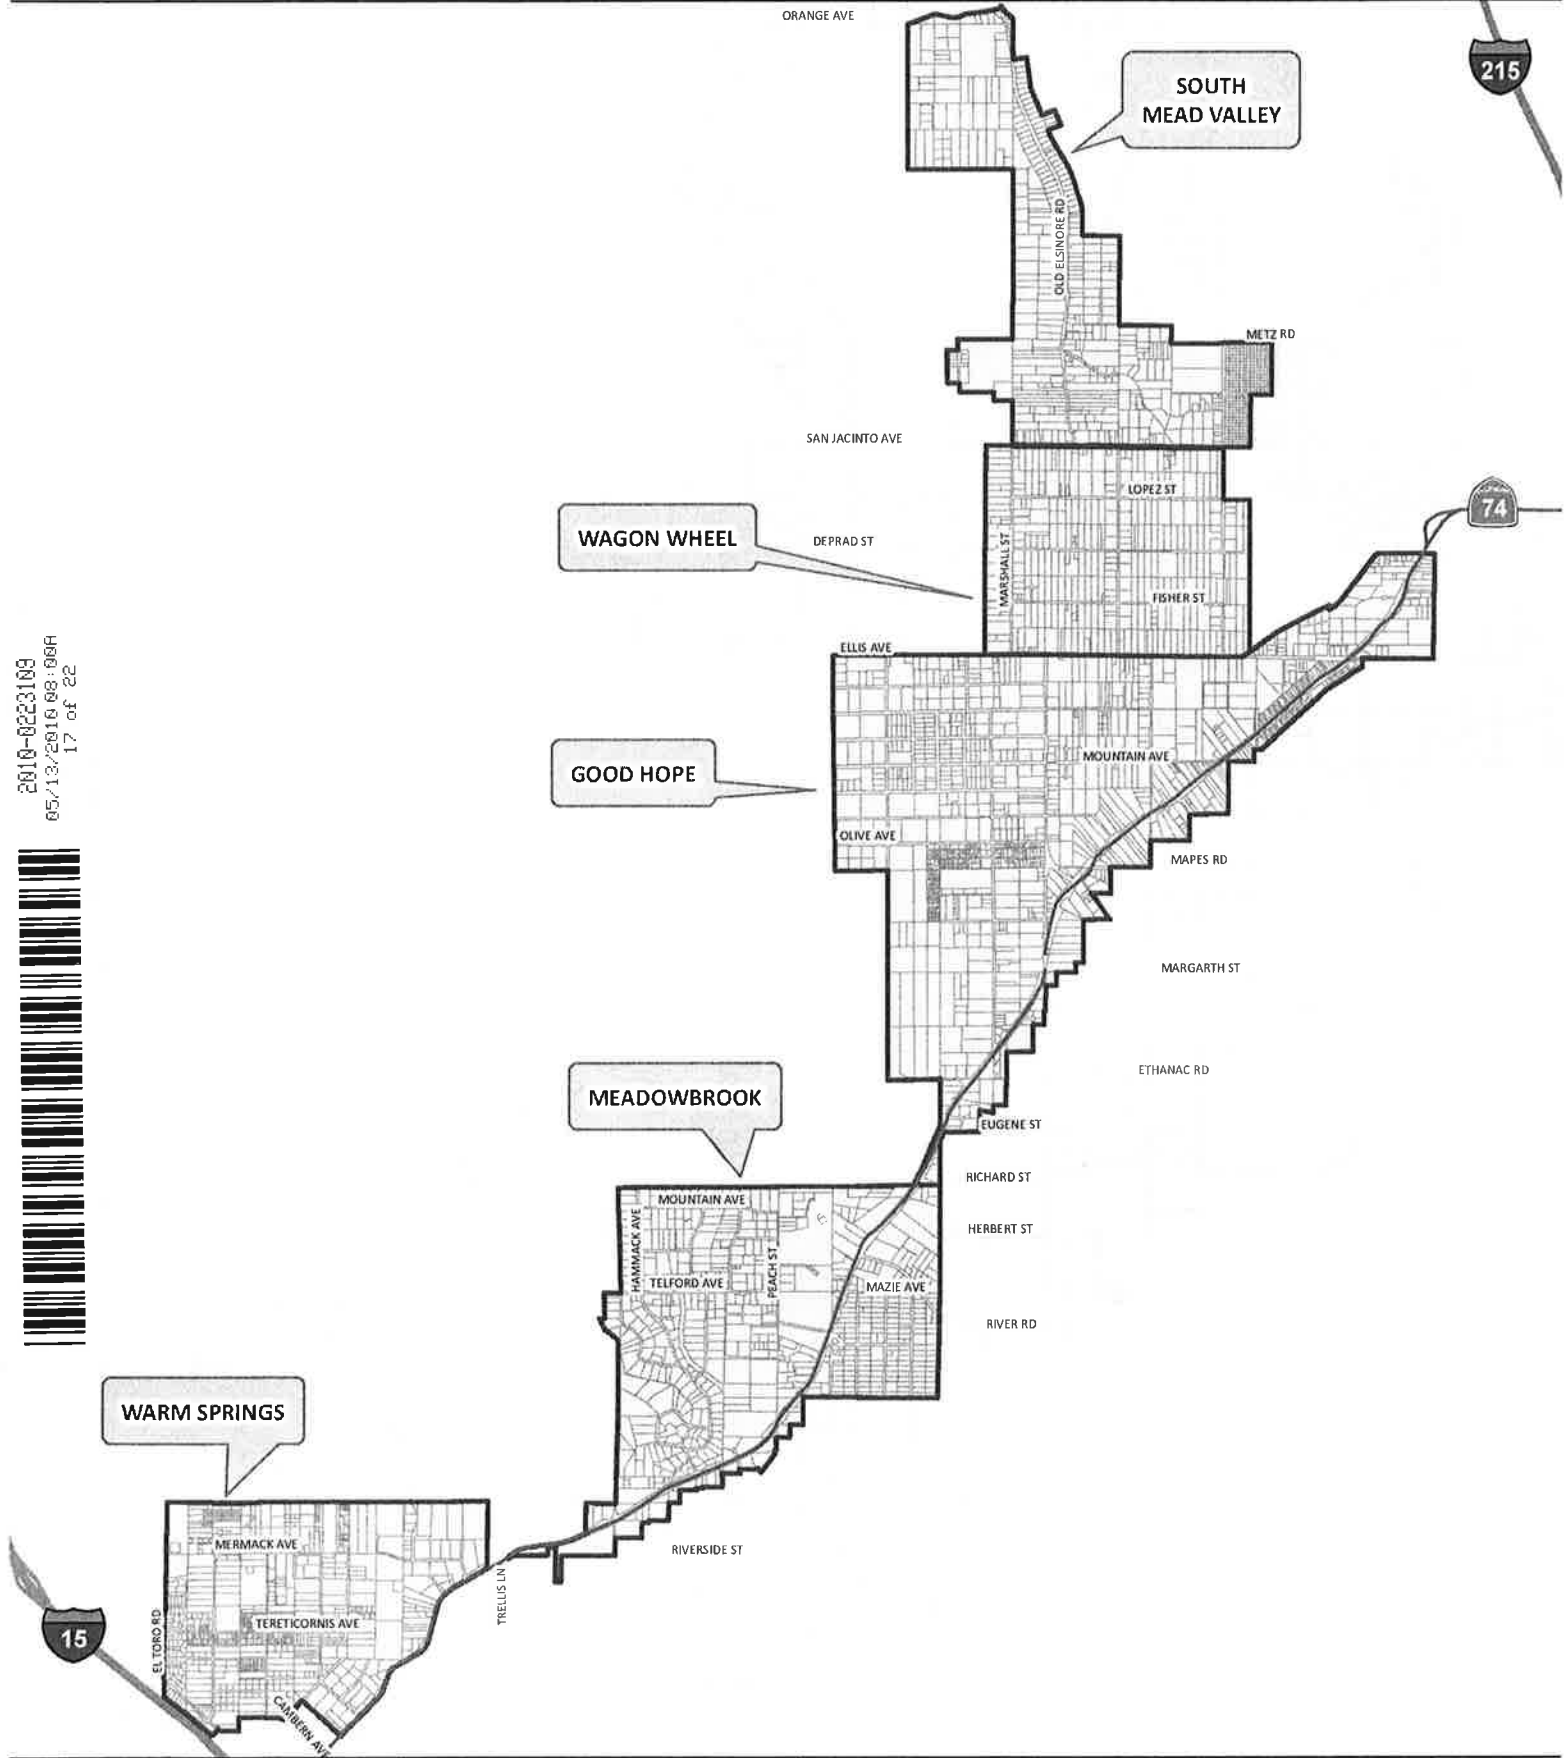 ORANGE AVE
215
SOUTH
MEAD VALLEY
OLD ELSINORE RD
METZ RD
SAN JACINTO AVE
LOPEZ ST
74
WAGON WHEEL
DEPRAD ST
MARSHALL ST
FISHER ST
ELLIS AVE
2010-0223109
05/13/2010 08:00A
17 of 22
GOOD HOPE
MOUNTAIN AVE
OLIVE AVE
MAPES RD
MARGARTH ST
ETHANAC RD
MEADOWBROOK
EUGENE ST
RICHARD ST
MOUNTAIN AVE
HAMMACK AVE
HERBERT ST
PEACH ST
TELFORD AVE
MAZIE AVE
RIVER RD
WARM SPRINGS
MERMACK AVE
RIVERSIDE ST
TRELLIS LN
TERETICORNIS AVE
EL TORO RD
15
CAMBERN AVE